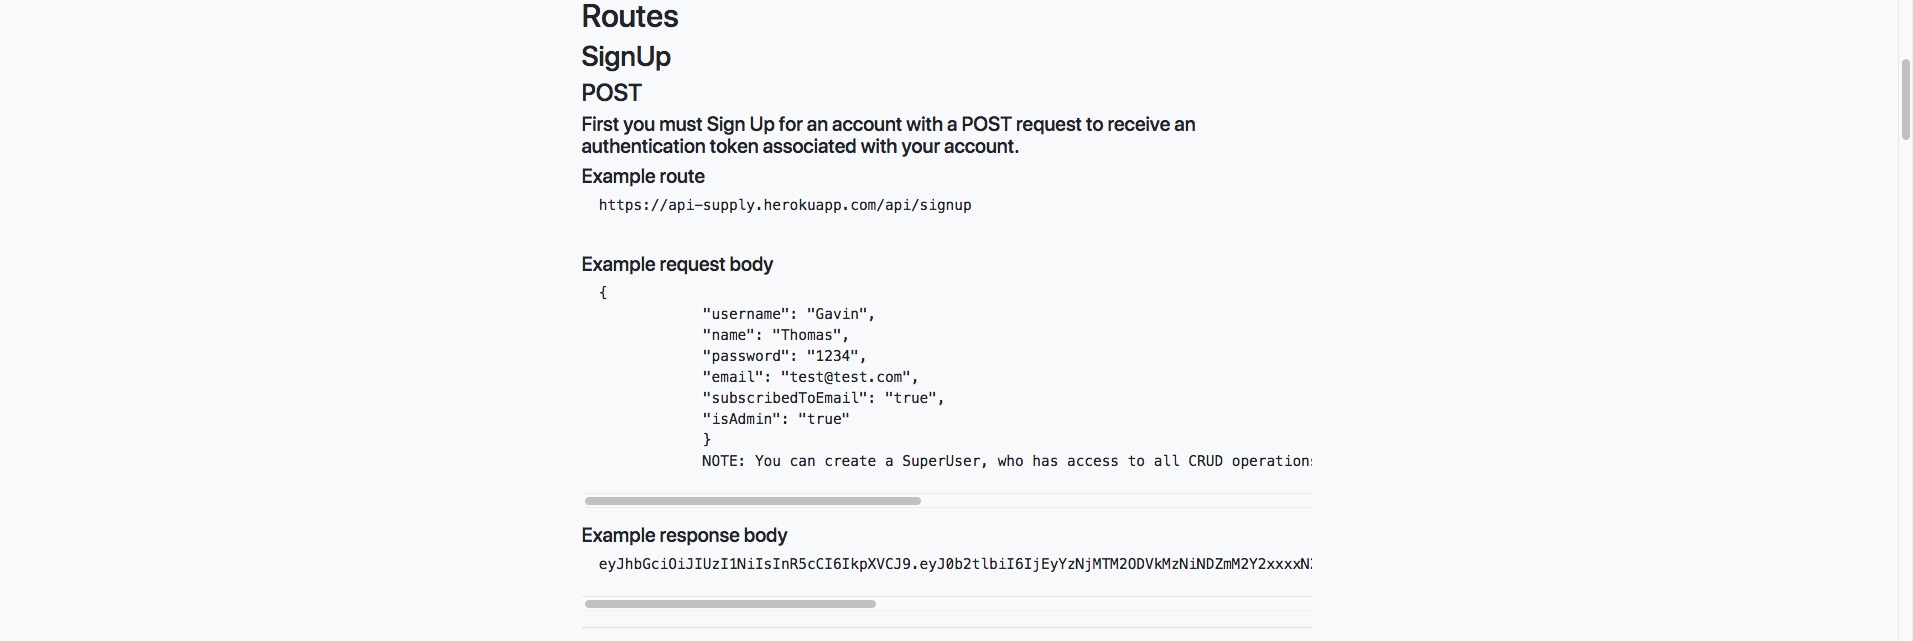 Routes
SignUp
POST
First you must Sign Up for an account with a POST request to receive an
authentication token associated with your account.
Example route
https://api-supply.herokuapp.com/api/signup
Example request body
{
"username": "Gavin",
"name": "Thomas",
"password": "1234",
"email": "test@test.com",
"subscribedToEmail": "true",
"isAdmin": "true"
}
NOTE: You can create a SuperUser, who has access to all CRUD operations
Example response body
eyJhbGciOiJIUzI1NiIsInR5cCI6IkpXVCJ9.eyJ0b2tlbiI6IjEyYzNjMTM2ODVkMzNiNDZmM2Y2xxxxN